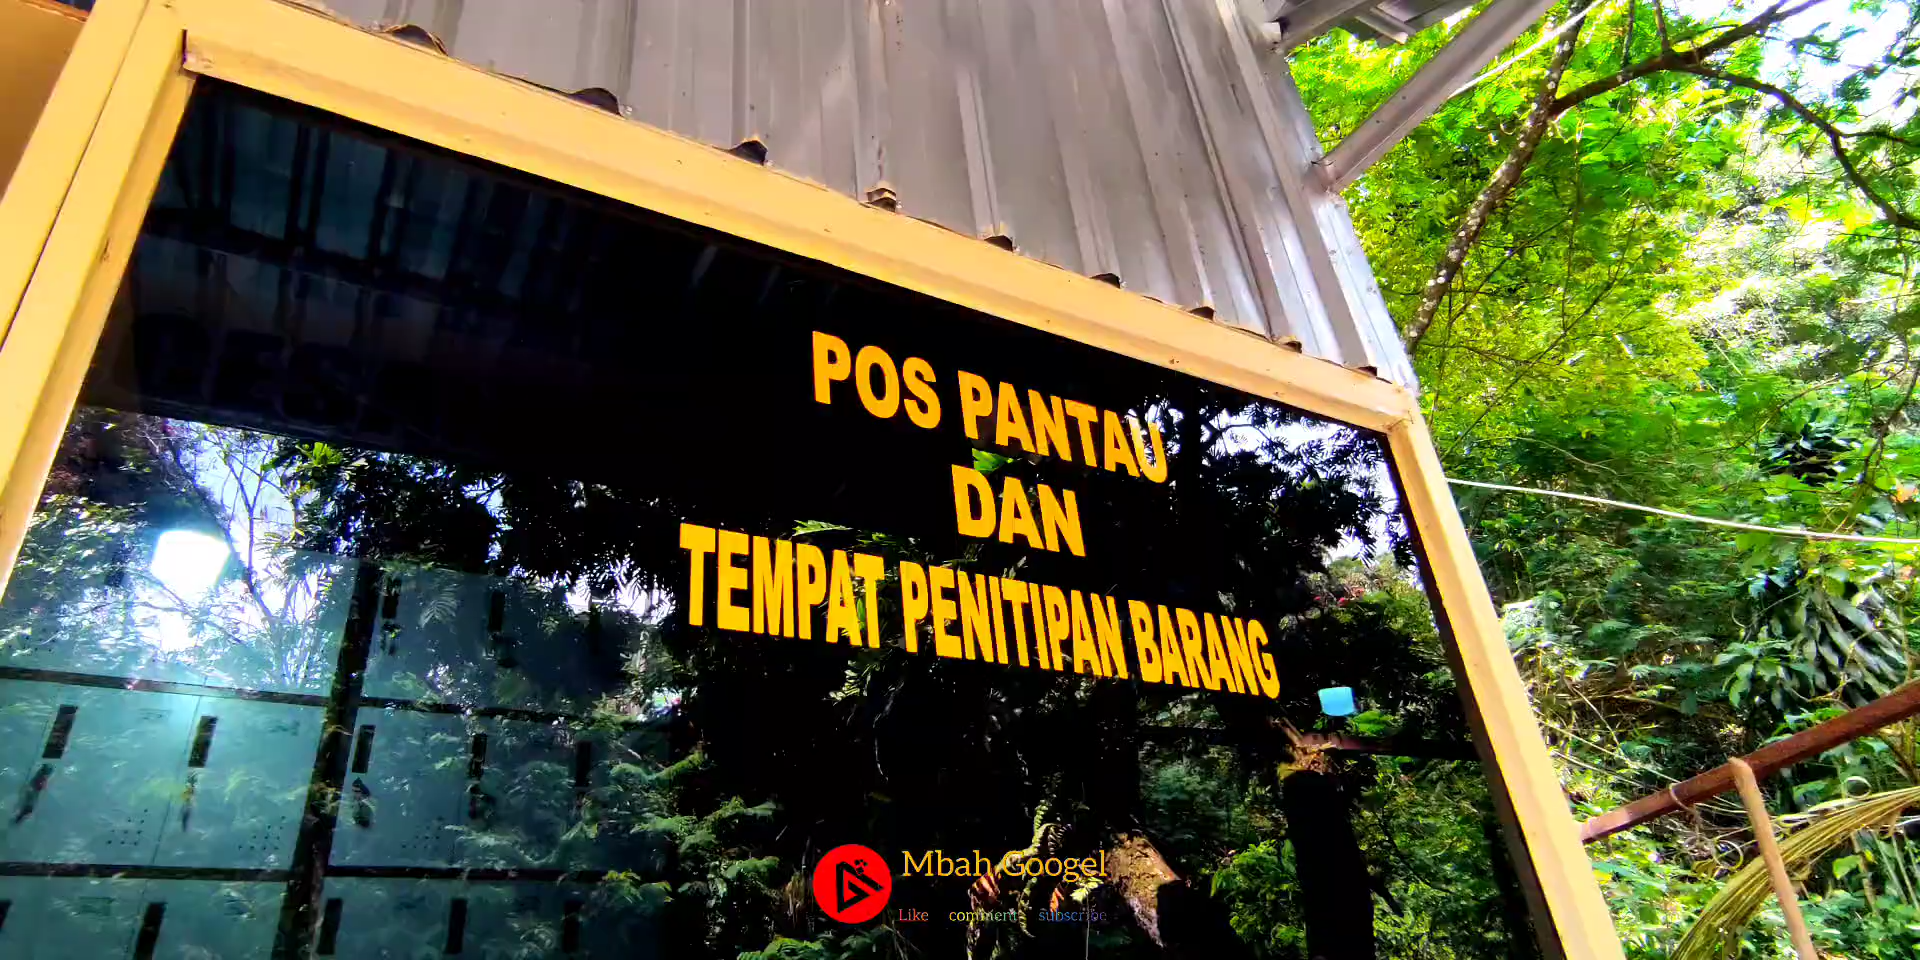 POS PANTAU
DAN
TEMPAT PENITIPAN BARANG
Mbah Googel
Like comment subscribe